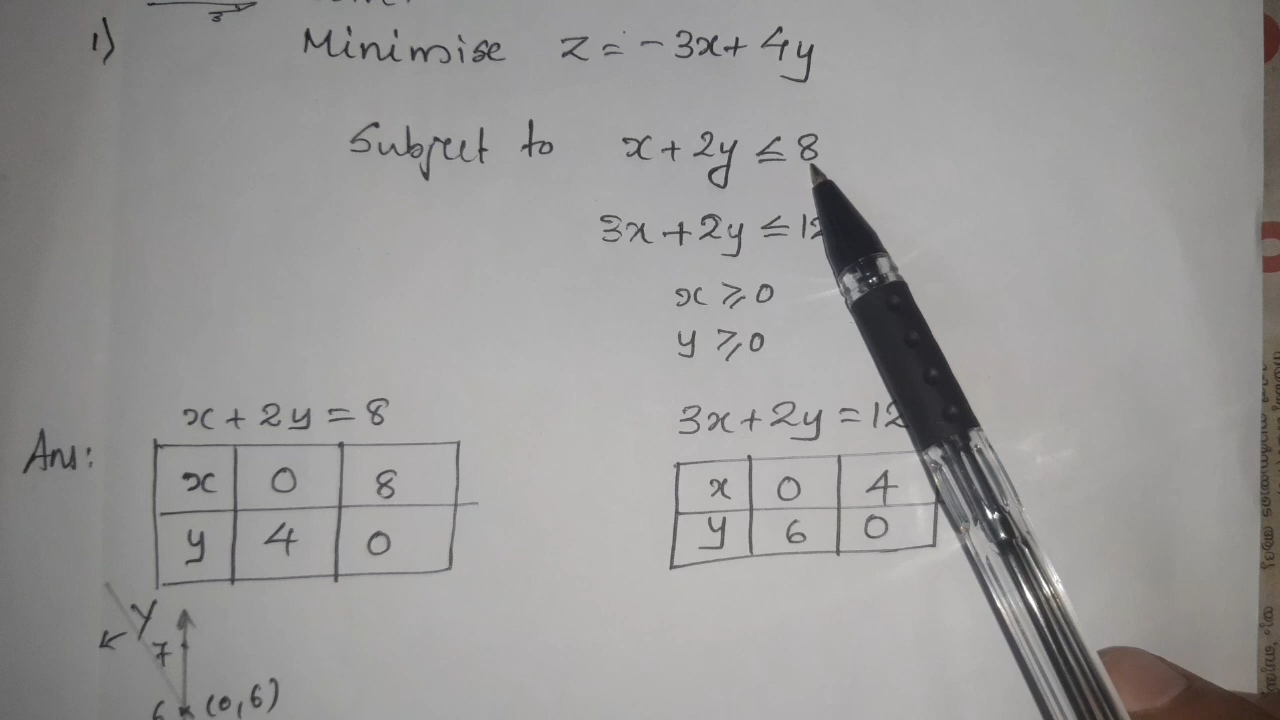 1) Minimise Z = -3x + 4y
Subject to x + 2y ≤ 8
3x + 2y ≤ 12
x ⩾ 0
y ⩾ 0
Ans: x + 2y = 8
3x + 2y = 12
x 0 8
y 4 0
x 0 4
y 6 0
Y
7
6 (0,6)